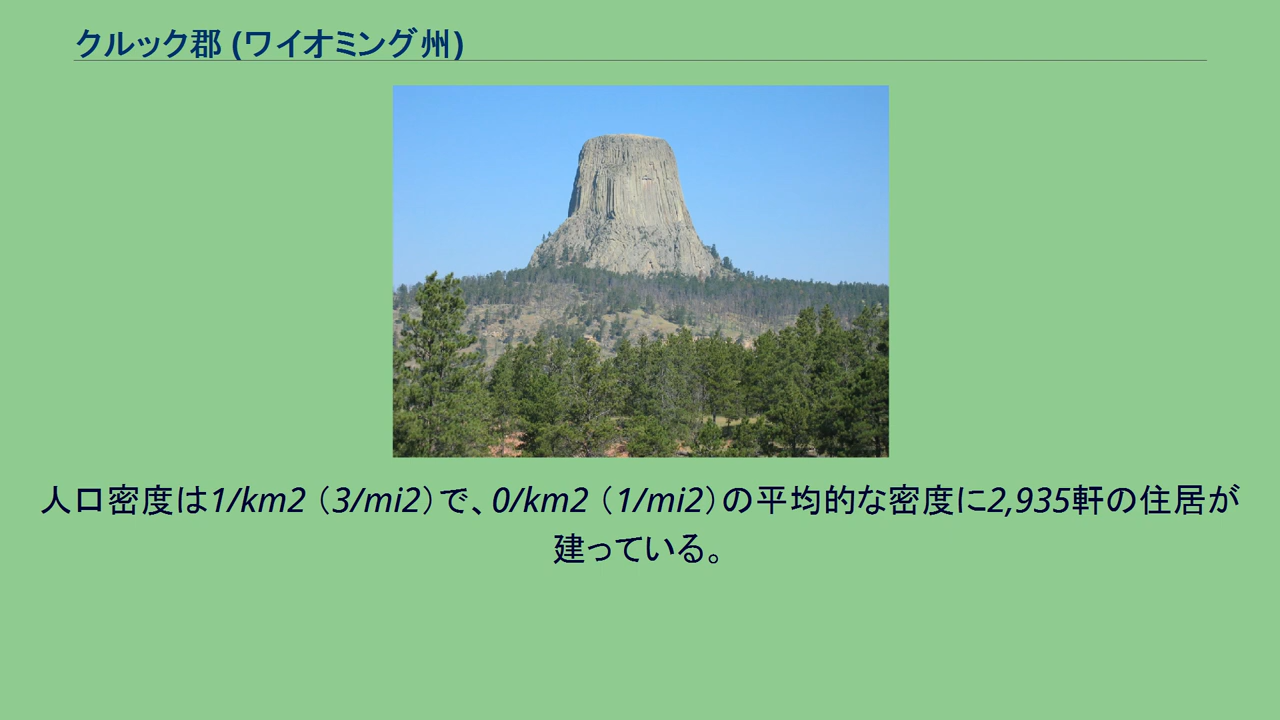 クルック郡 (ワイオミング州)
人口密度は1/km2（3/mi2）で、0/km2（1/mi2）の平均的な密度に2,935軒の住居が
建っている。